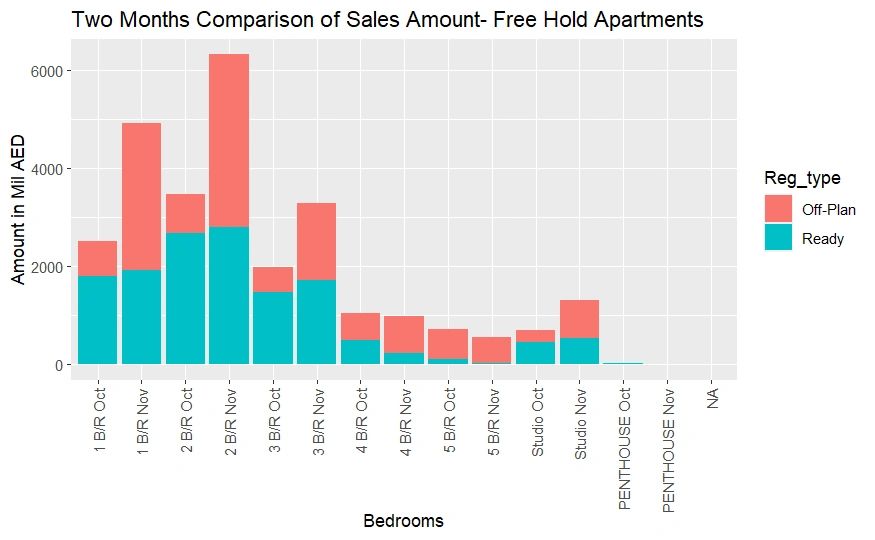 Two Months Comparison of Sales Amount- Free Hold Apartments
Amount in Mil AED
6000
4000
2000
0
1 B/R Oct
1 B/R Nov
2 B/R Oct
2 B/R Nov
3 B/R Oct
3 B/R Nov
4 B/R Oct
4 B/R Nov
5 B/R Oct
5 B/R Nov
Studio Oct
Studio Nov
PENTHOUSE Oct
PENTHOUSE Nov
NA
Bedrooms
Reg_type
Off-Plan
Ready